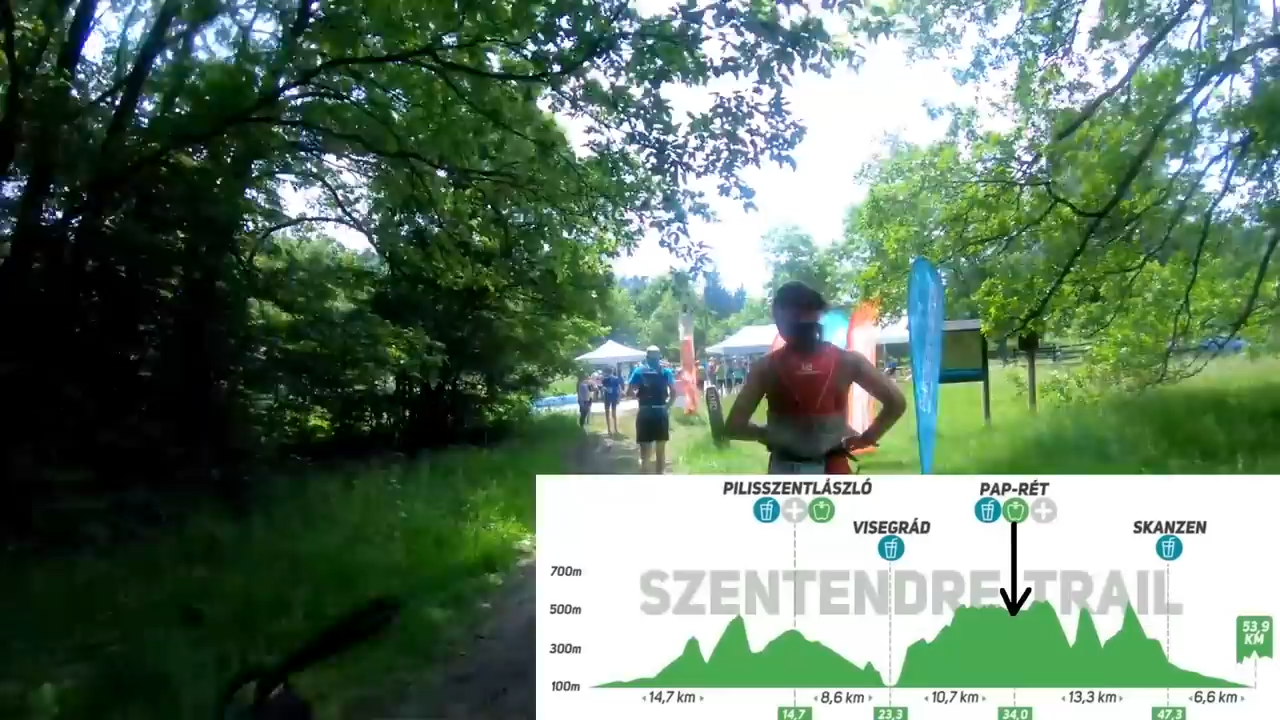 PILISSZENTLÁSZLÓ
PAP-RÉT
VISEGRÁD
SKANZEN
SZENTENDRE TRAIL
700m
500m
300m
100m
53,9
KM
14,7 km
8,6 km
10,7 km
13,3 km
6,6 km
14,7
23,3
34,0
47,3